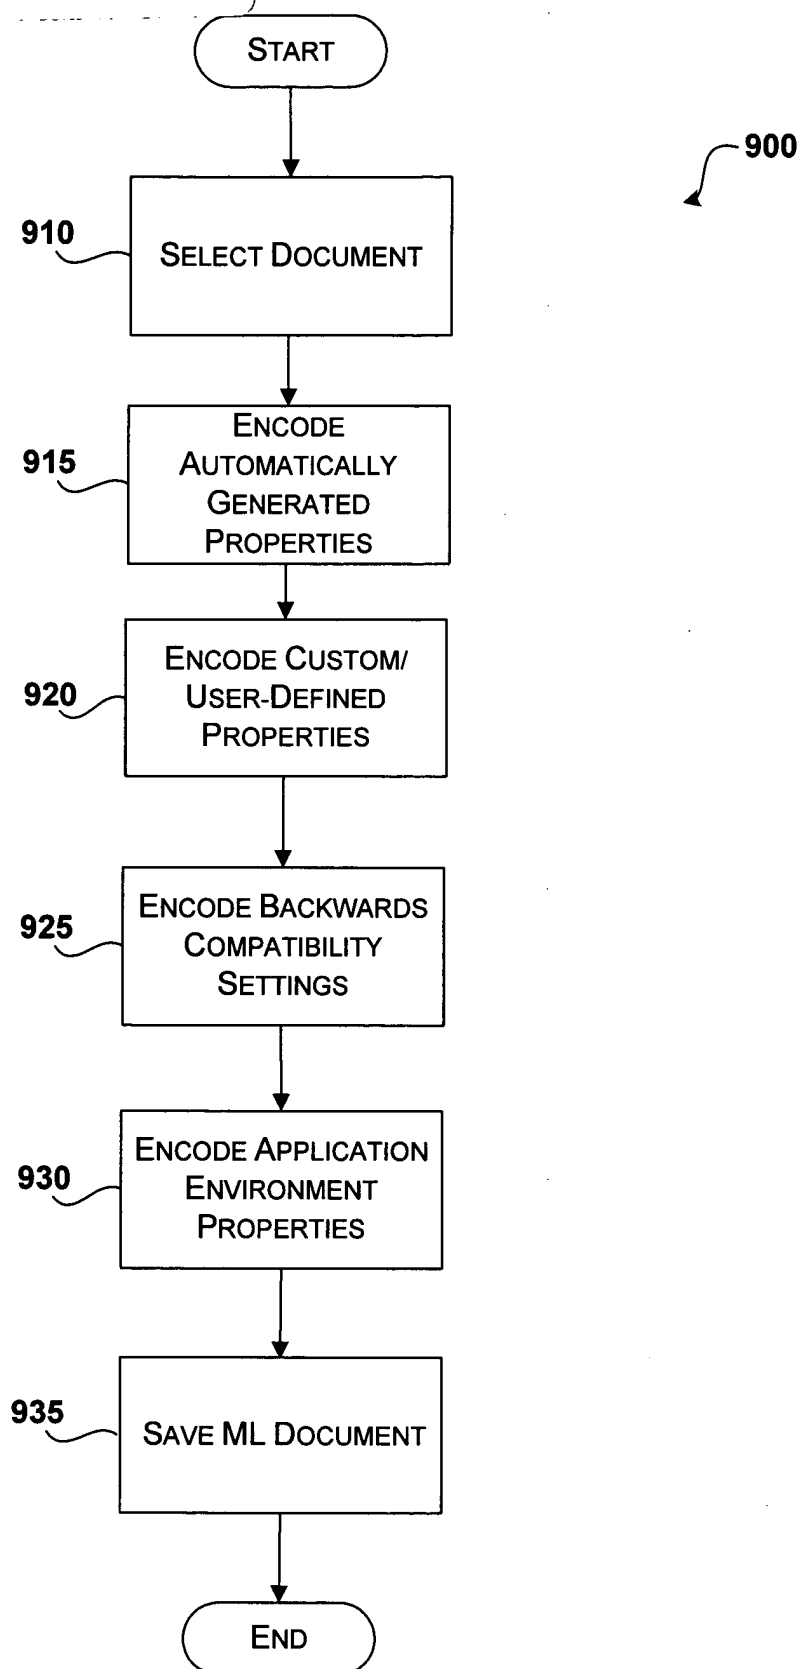 START
900
910
SELECT DOCUMENT
915
ENCODE
AUTOMATICALLY
GENERATED
PROPERTIES
920
ENCODE CUSTOM/
USER-DEFINED
PROPERTIES
925
ENCODE BACKWARDS
COMPATIBILITY
SETTINGS
930
ENCODE APPLICATION
ENVIRONMENT
PROPERTIES
935
SAVE ML DOCUMENT
END